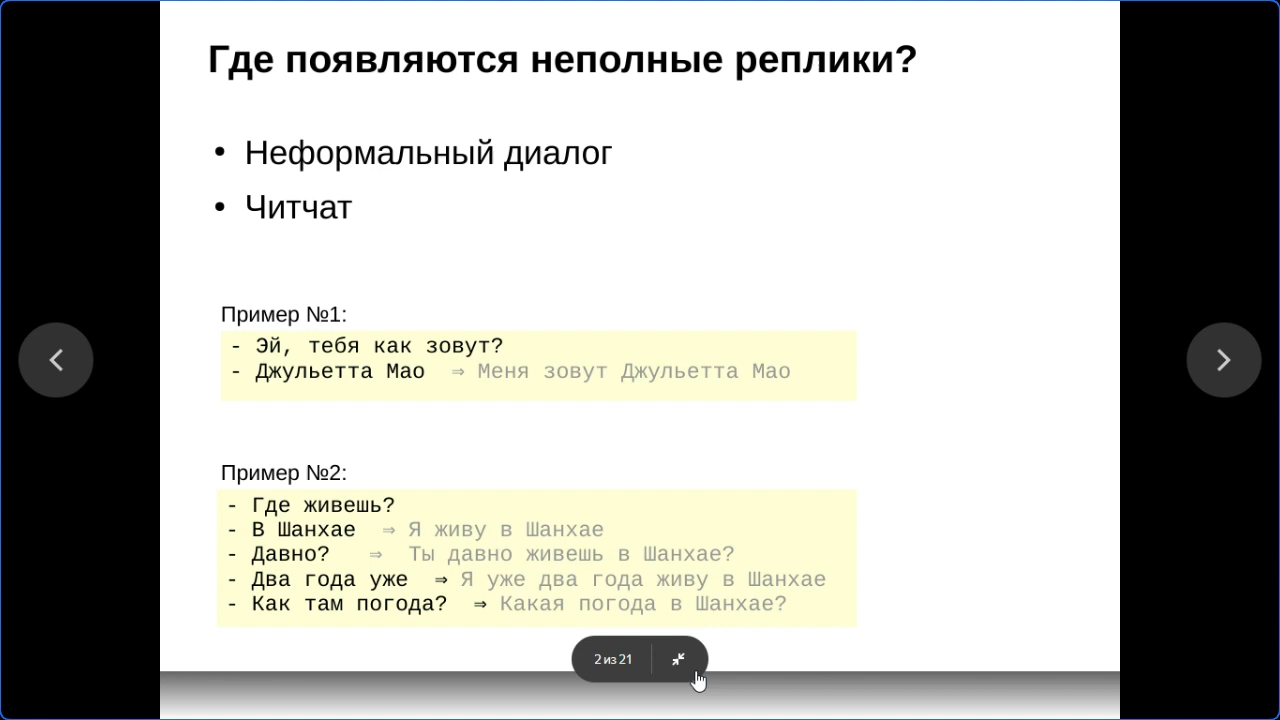 Где появляются неполные реплики?
• Неформальный диалог
• Читчат
Пример №1:
- Эй, тебя как зовут?
- Джульетта Мао ⇒ Меня зовут Джульетта Мао
Пример №2:
- Где живешь?
- В Шанхае ⇒ Я живу в Шанхае
- Давно? ⇒ Ты давно живешь в Шанхае?
- Два года уже ⇒ Я уже два года живу в Шанхае
- Как там погода? ⇒ Какая погода в Шанхае?
2 из 21